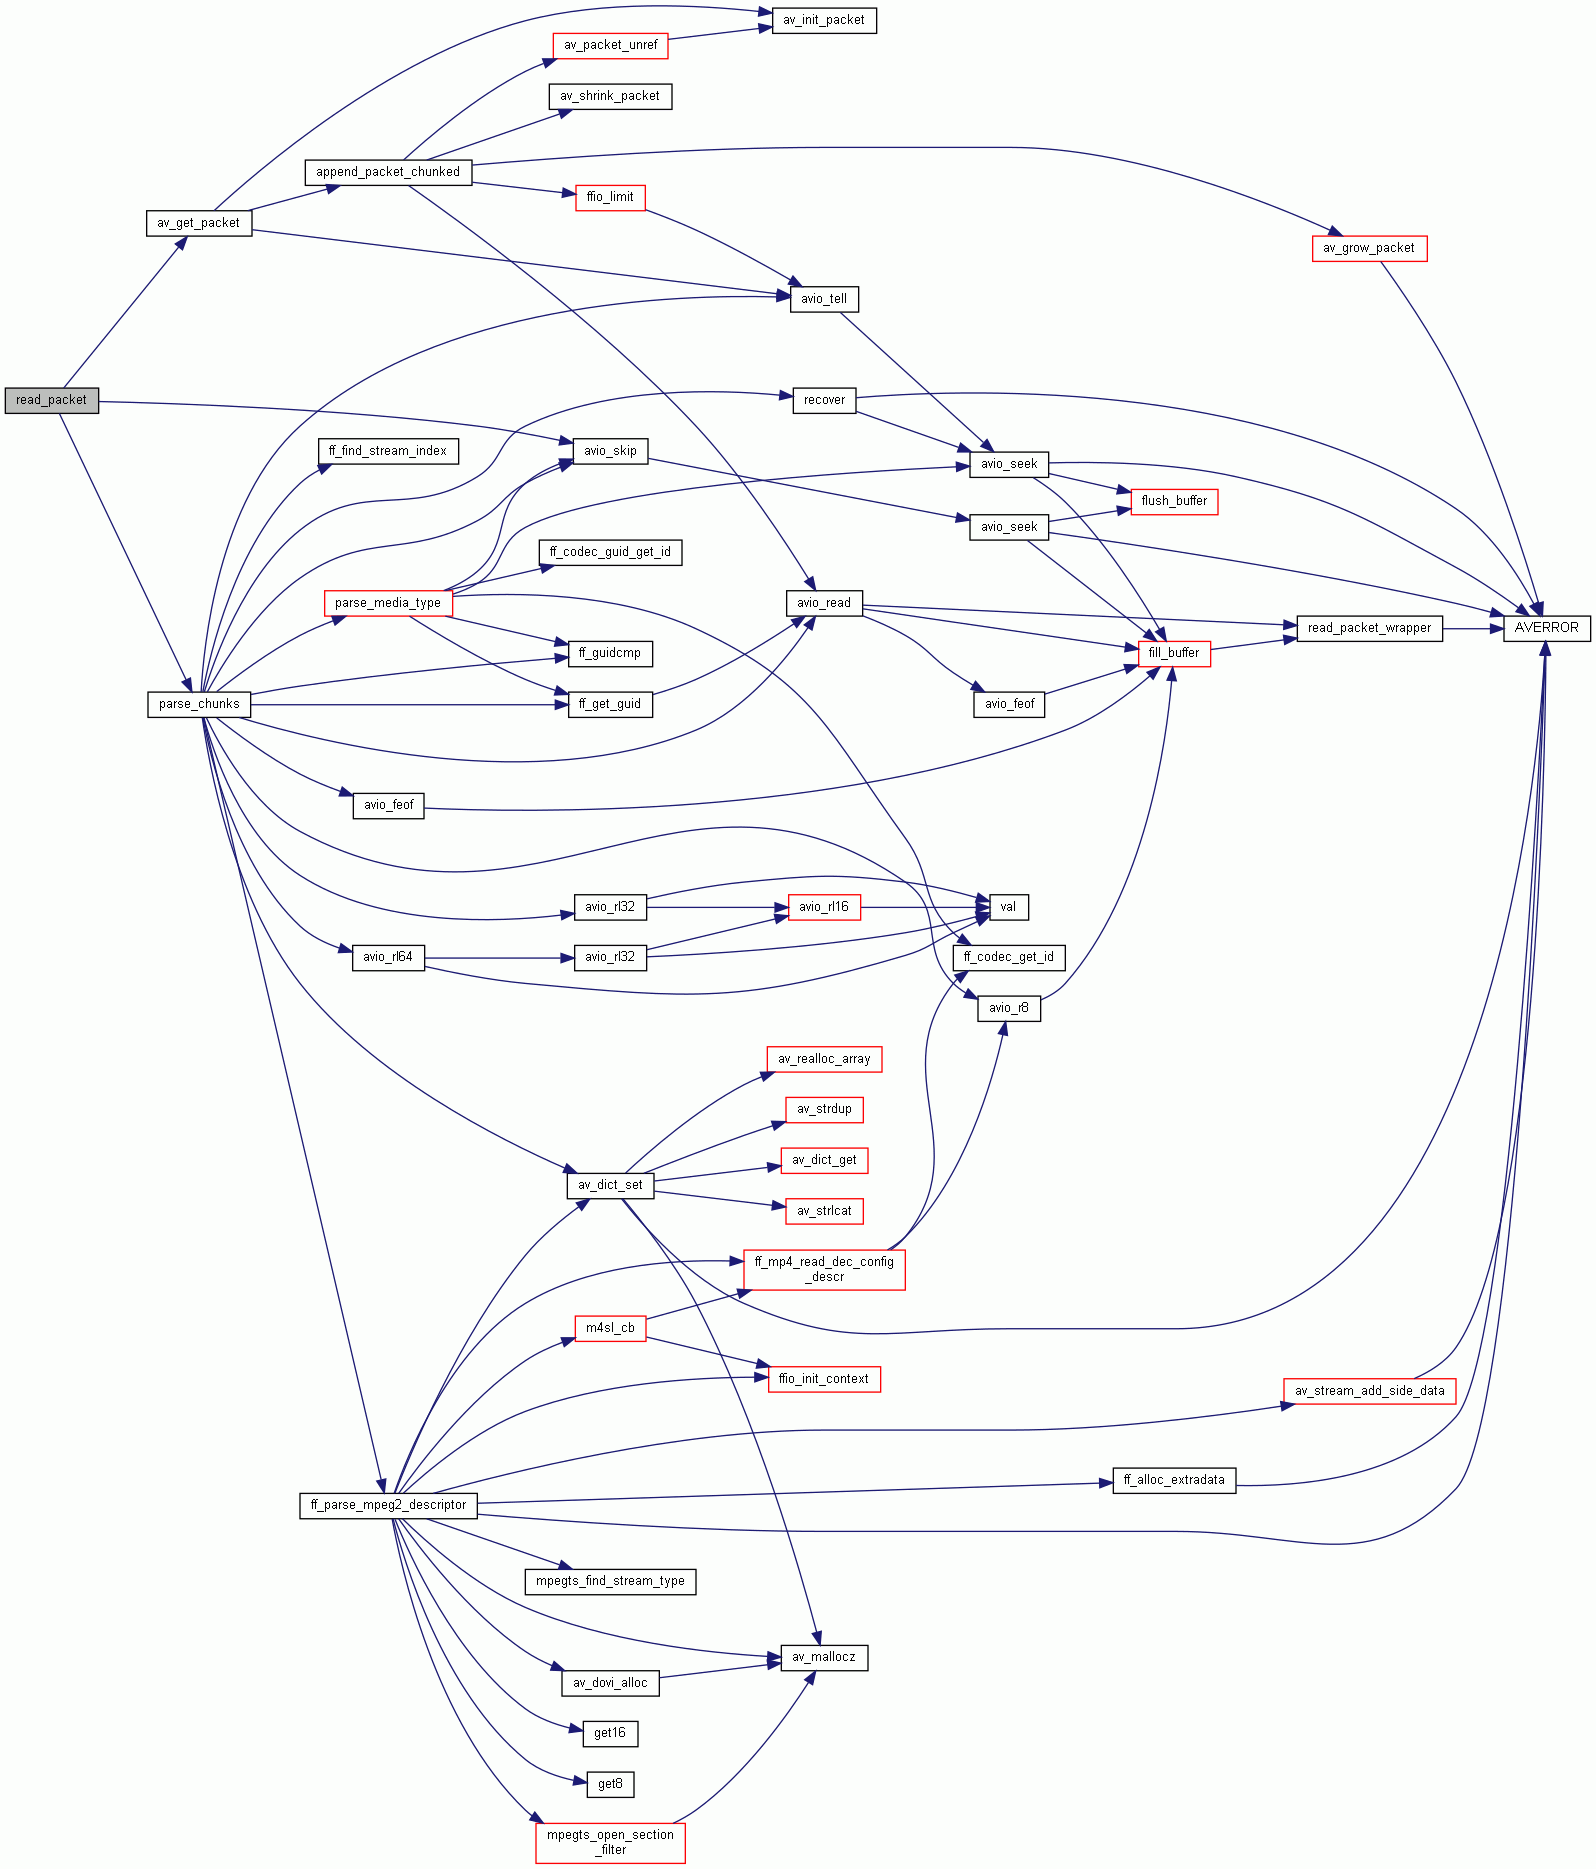 av_init_packet
av_packet_unref
av_shrink_packet
append_packet_chunked
ffio_limit
av_get_packet
av_grow_packet
avio_tell
read_packet
recover
ff_find_stream_index
avio_skip
avio_seek
flush_buffer
avio_seek
ff_codec_guid_get_id
parse_media_type
avio_read
read_packet_wrapper
AVERROR
ff_guidcmp
fill_buffer
parse_chunks
ff_get_guid
avio_feof
avio_feof
avio_rl32
avio_rl16
val
avio_rl64
avio_rl32
ff_codec_get_id
avio_r8
av_realloc_array
av_strdup
av_dict_get
av_dict_set
av_strlcat
ff_mp4_read_dec_config
_descr
m4sl_cb
ffio_init_context
av_stream_add_side_data
ff_alloc_extradata
ff_parse_mpeg2_descriptor
mpegts_find_stream_type
av_mallocz
av_dovi_alloc
get16
get8
mpegts_open_section
_filter